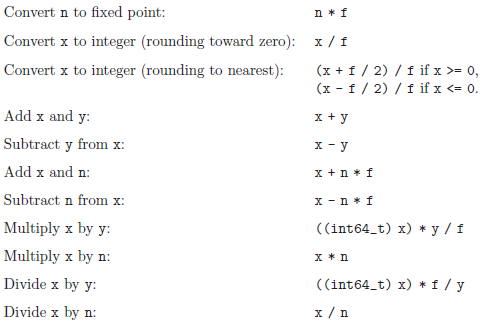 Convert n to fixed point: n * f
Convert x to integer (rounding toward zero): x / f
Convert x to integer (rounding to nearest): (x + f / 2) / f if x >= 0,
(x - f / 2) / f if x <= 0.
Add x and y: x + y
Subtract y from x: x - y
Add x and n: x + n * f
Subtract n from x: x - n * f
Multiply x by y: ((int64_t) x) * y / f
Multiply x by n: x * n
Divide x by y: ((int64_t) x) * f / y
Divide x by n: x / n